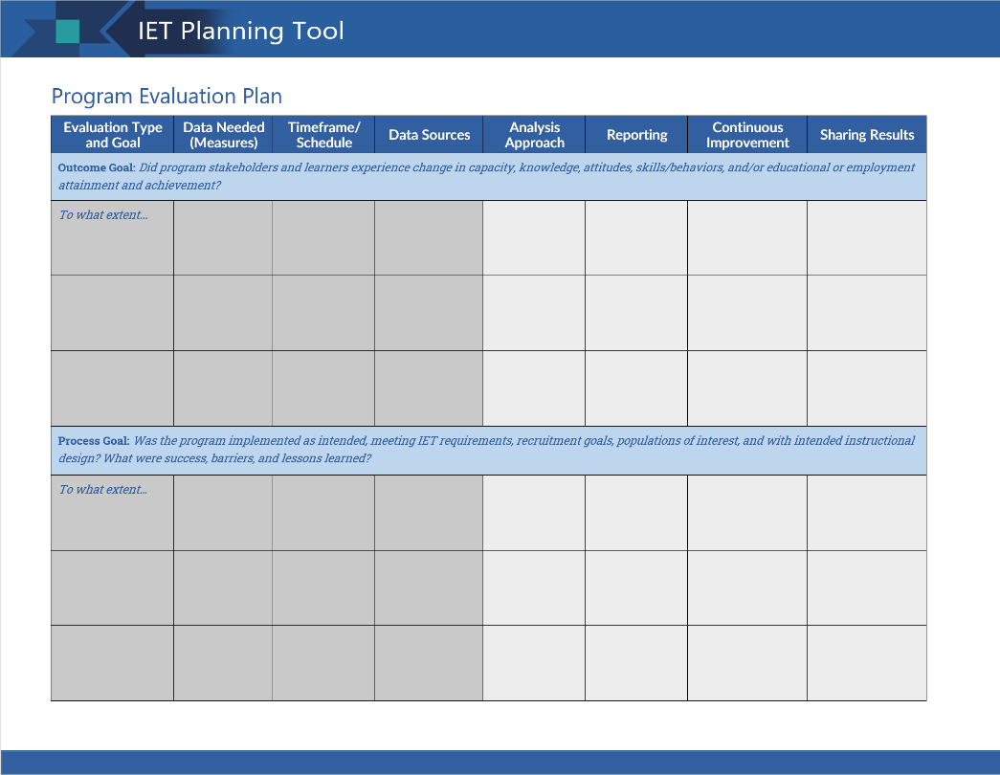 IET Planning Tool
Program Evaluation Plan
Evaluation Type
and Goal
Data Needed
(Measures)
Timeframe/
Schedule
Data Sources
Analysis
Approach
Reporting
Continuous
Improvement
Sharing Results
Outcome Goal: Did program stakeholders and learners experience change in capacity, knowledge, attitudes, skills/behaviors, and/or educational or employment
attainment and achievement?
To what extent...
Process Goal: Was the program implemented as intended, meeting IET requirements, recruitment goals, populations of interest, and with intended instructional
design? What were success, barriers, and lessons learned?
To what extent...